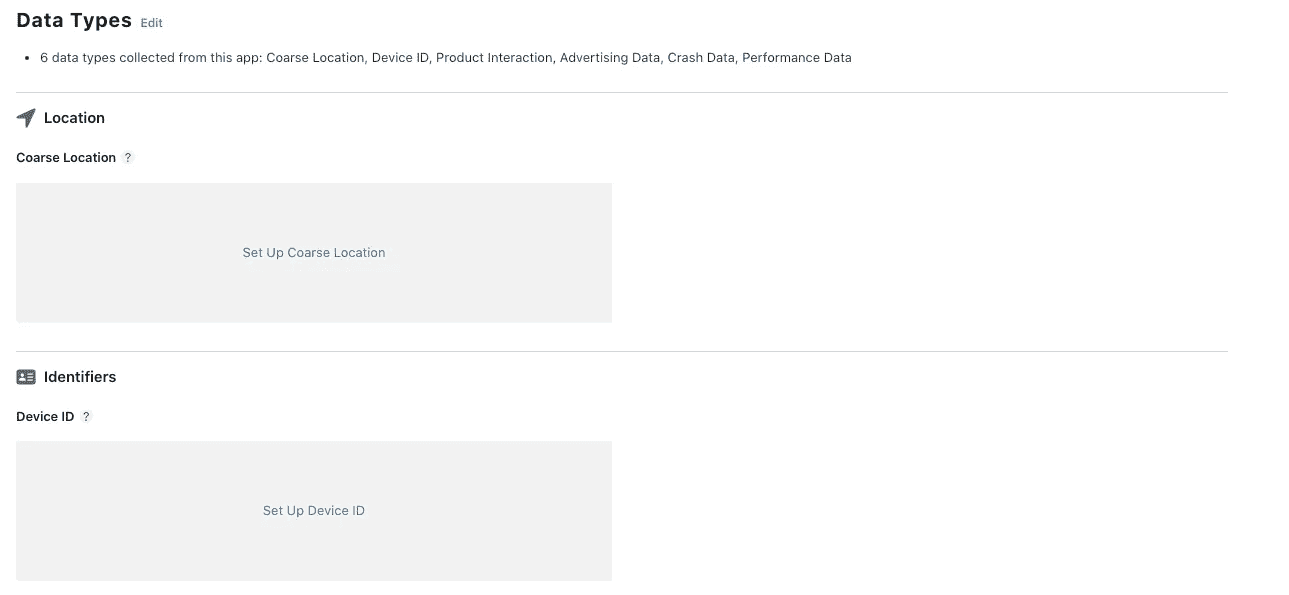 Data Types Edit
• 6 data types collected from this app: Coarse Location, Device ID, Product Interaction, Advertising Data, Crash Data, Performance Data
Location
Coarse Location ?
Set Up Coarse Location
Identifiers
Device ID ?
Set Up Device ID